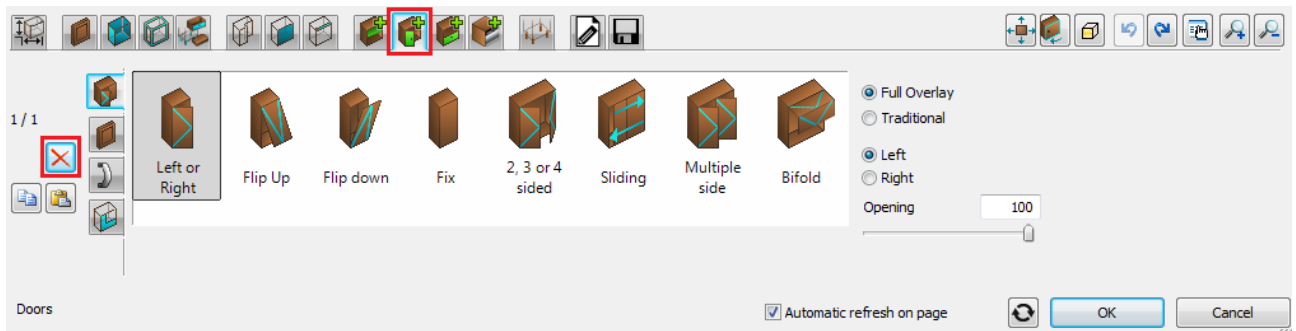 1 / 1
Left or
Right
Flip Up
Flip down
Fix
2, 3 or 4
sided
Sliding
Multiple
side
Bifold
Full Overlay
Traditional
Left
Right
Opening
100
Doors
Automatic refresh on page
OK
Cancel